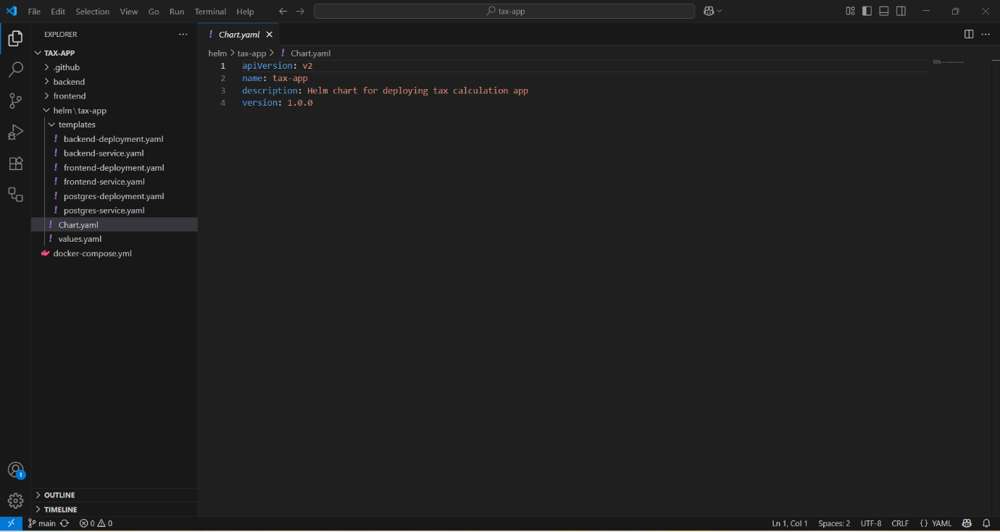 File Edit Selection View Go Run Terminal Help tax-app
EXPLORER
TAX-APP
.github
backend
frontend
helm\tax-app
templates
backend-deployment.yaml
backend-service.yaml
frontend-deployment.yaml
frontend-service.yaml
postgres-deployment.yaml
postgres-service.yaml
Chart.yaml
values.yaml
docker-compose.yml
OUTLINE
TIMELINE
Chart.yaml
helm > tax-app > Chart.yaml
1 apiVersion: v2
2 name: tax-app
3 description: Helm chart for deploying tax calculation app
4 version: 1.0.0
1
main 0 0 Ln 1, Col 1 Spaces: 2 UTF-8 CRLF {} YAML